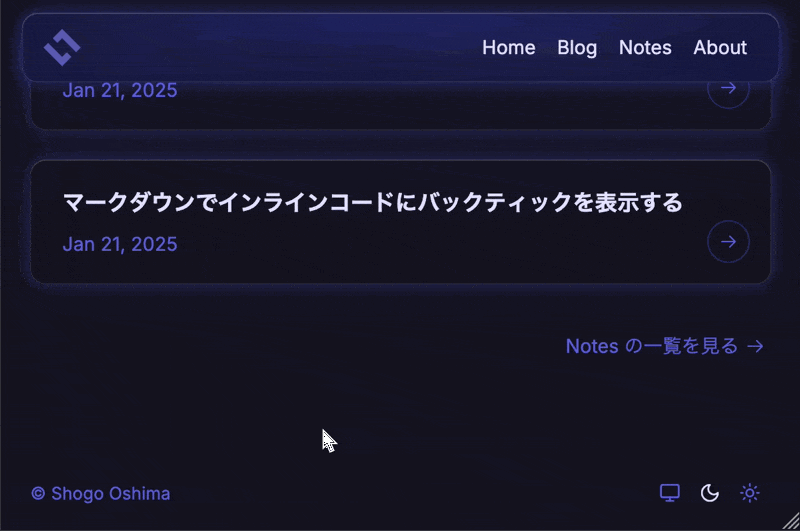 Home Blog Notes About
Jan 21, 2025
マークダウンでインラインコードにバックティックを表示する
Jan 21, 2025
Notes の一覧を見る →
© Shogo Oshima